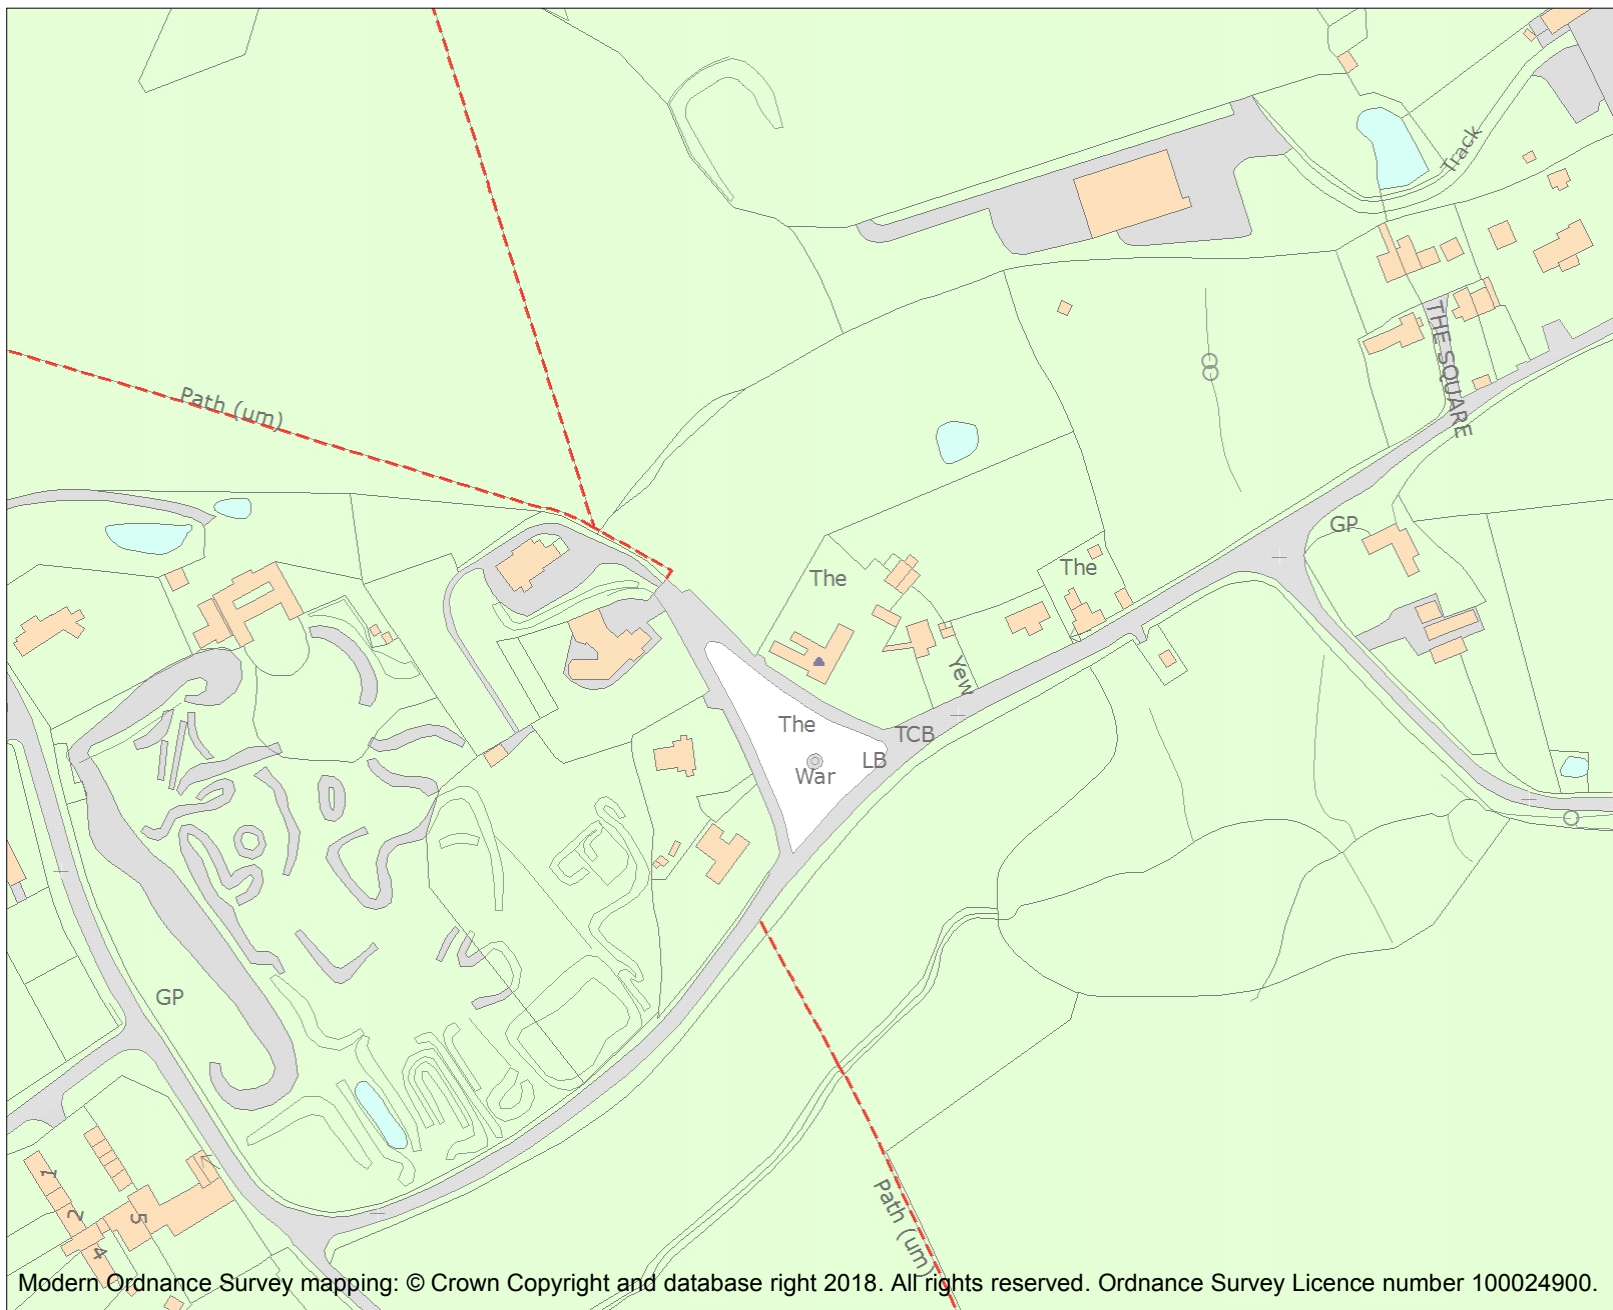 Track
THE SQUARE
Path (um)
GP
The
The
Yew
The
TCB
LB
War
GP
1
2
4
5
Path (um)
Modern Ordnance Survey mapping: © Crown Copyright and database right 2018. All rights reserved. Ordnance Survey Licence number 100024900.